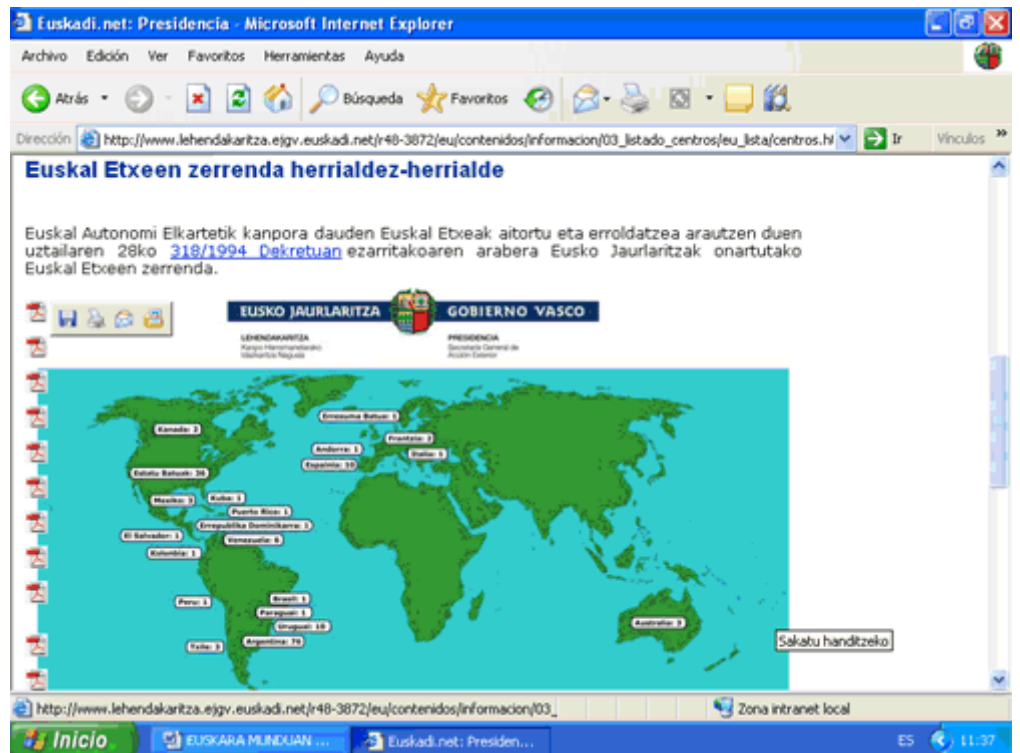 Euskadi.net: Presidencia - Microsoft Internet Explorer
Archivo Edición Ver Favoritos Herramientas Ayuda
Atrás Búsqueda Favoritos
Dirección http://www.lehendakaritza.ejgv.euskadi.net/r48-3872/eu/contenidos/informacion/03_listado_centros/eu_lista/centros.ht Ir Vínculos »
Euskal Etxeen zerrenda herrialdez-herrialde
Euskal Autonomi Elkartetik kanpora dauden Euskal Etxeak aitortu eta erroldatzea arautzen duen
uztailaren 28ko 318/1994 Dekretuan ezarritakoaren arabera Eusko Jaurlaritzak onartutako
Euskal Etxeen zerrenda.
EUSKO JAURLARITZA GOBIERNO VASCO
LEHENDAKARITZA PRESIDENCIA
Secretaría General de
Acción Exterior
Erresuma Batua: 1
Kanada: 2
Frantzia: 2
Andorra: 1
Italia: 1
Espainia: 10
Estatu Batuak: 36
Mexiko: 3
Kuba: 1
Puerto Rico: 1
Errepublika Dominikarra: 1
El Salvador: 1
Venezuela: 6
Kolombia: 1
Peru: 1
Brasil: 1
Paraguai: 1
Uruguai: 10
Australia: 3
Argentina: 76
Txile: 3
Sakatu handitzeko
http://www.lehendakaritza.ejgv.euskadi.net/r48-3872/eu/contenidos/informacion/03_ Zona intranet local
Inicio EUSKARA MUNDUAN ... Euskadi.net: Presiden... ES 11:37